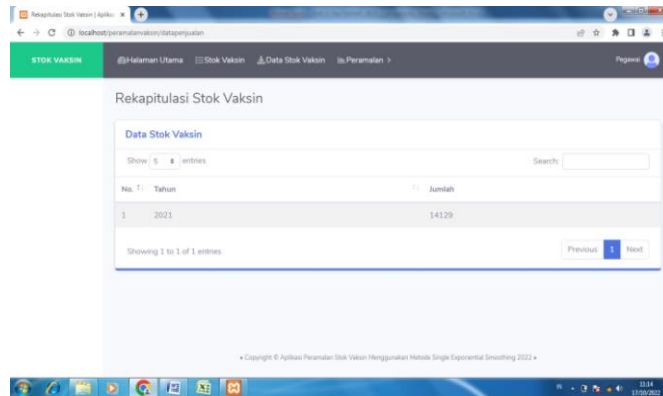 Rekapitulasi Stok Vaksin | Aplika
localhost/peramalanvaksin/datapenjualan
STOK VAKSIN Halaman Utama Stok Vaksin Data Stok Vaksin Peramalan > Pegawai
Rekapitulasi Stok Vaksin
Data Stok Vaksin
Show 5 entries Search:
No. Tahun Jumlah
1 2021 14129
Showing 1 to 1 of 1 entries Previous 1 Next
• Copyright © Aplikasi Peramalan Stok Vaksin Menggunakan Metode Single Exponential Smoothing 2022 •
IN 11:14
17/10/2022